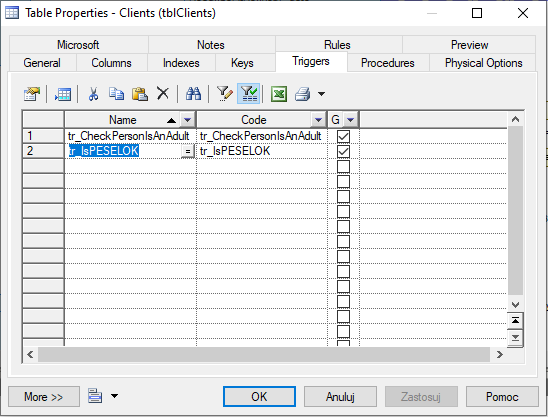 Table Properties - Clients (tblClients)
Microsoft Notes Rules Preview
General Columns Indexes Keys Triggers Procedures Physical Options
Name Code G
1 tr_CheckPersonIsAnAdult tr_CheckPersonIsAnAdult
2 tr_IsPESELOK = tr_IsPESELOK
More >> OK Anuluj Zastosuj Pomoc